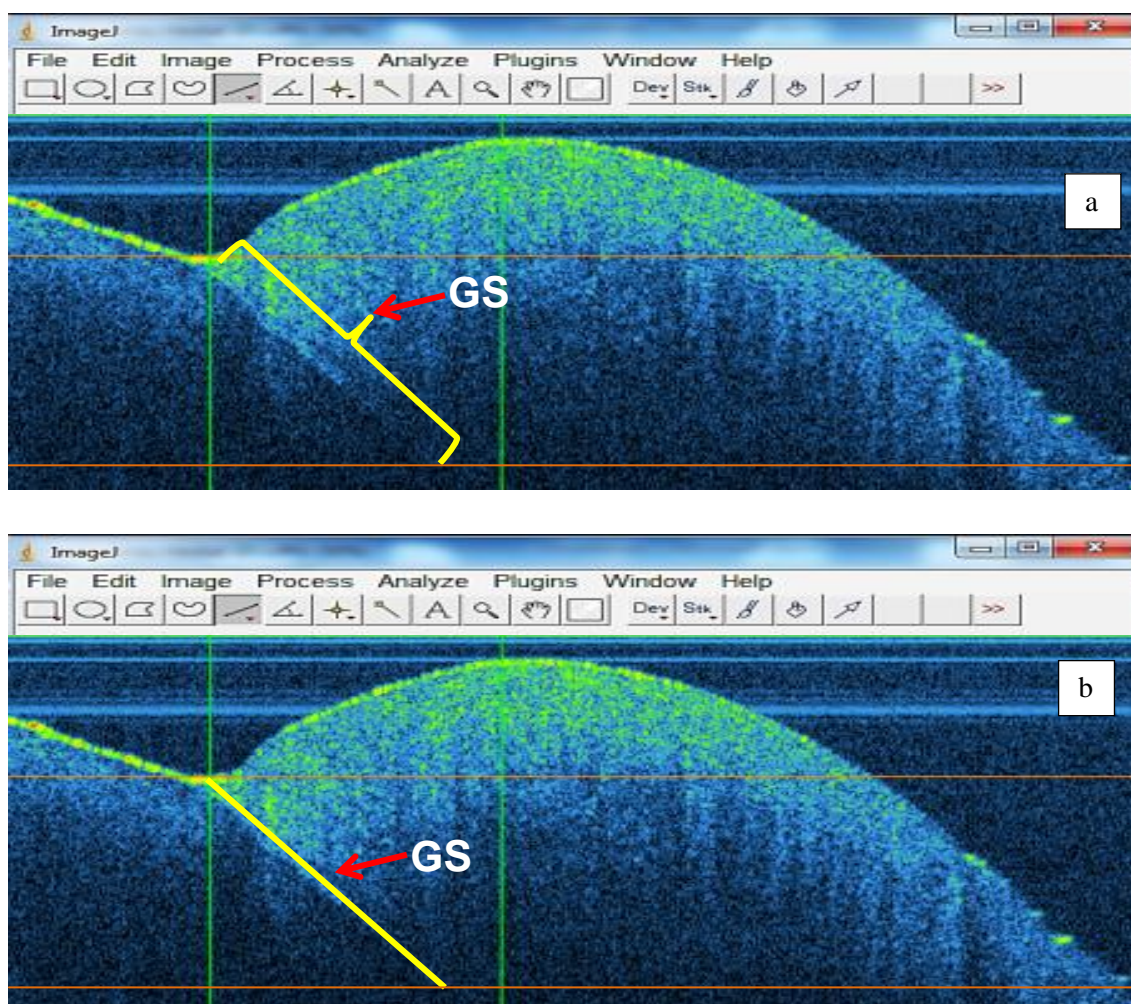 ImageJ
File Edit Image Process Analyze Plugins Window Help
A Dev Stk >>
a
GS
ImageJ
File Edit Image Process Analyze Plugins Window Help
A Dev Stk >>
b
GS